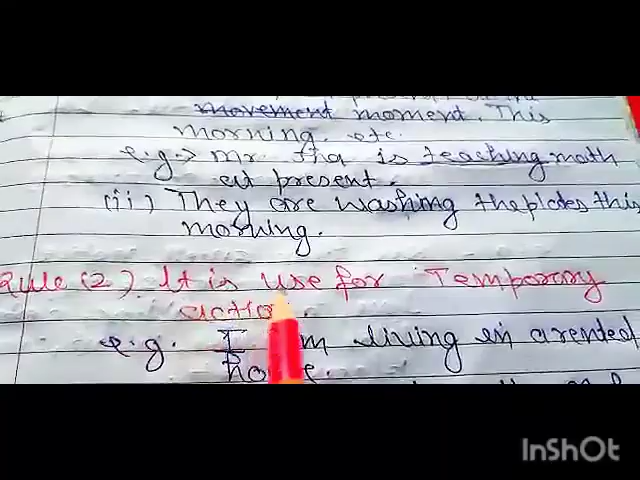 movement moment. This
morning. etc.
e.g.> Mr. Jha is teaching math
at present.
(ii) They are washing the plates this
morning.
Rule (2). It is use for Temporary
action.
e.g. I am living in a rented
house.
InShOt